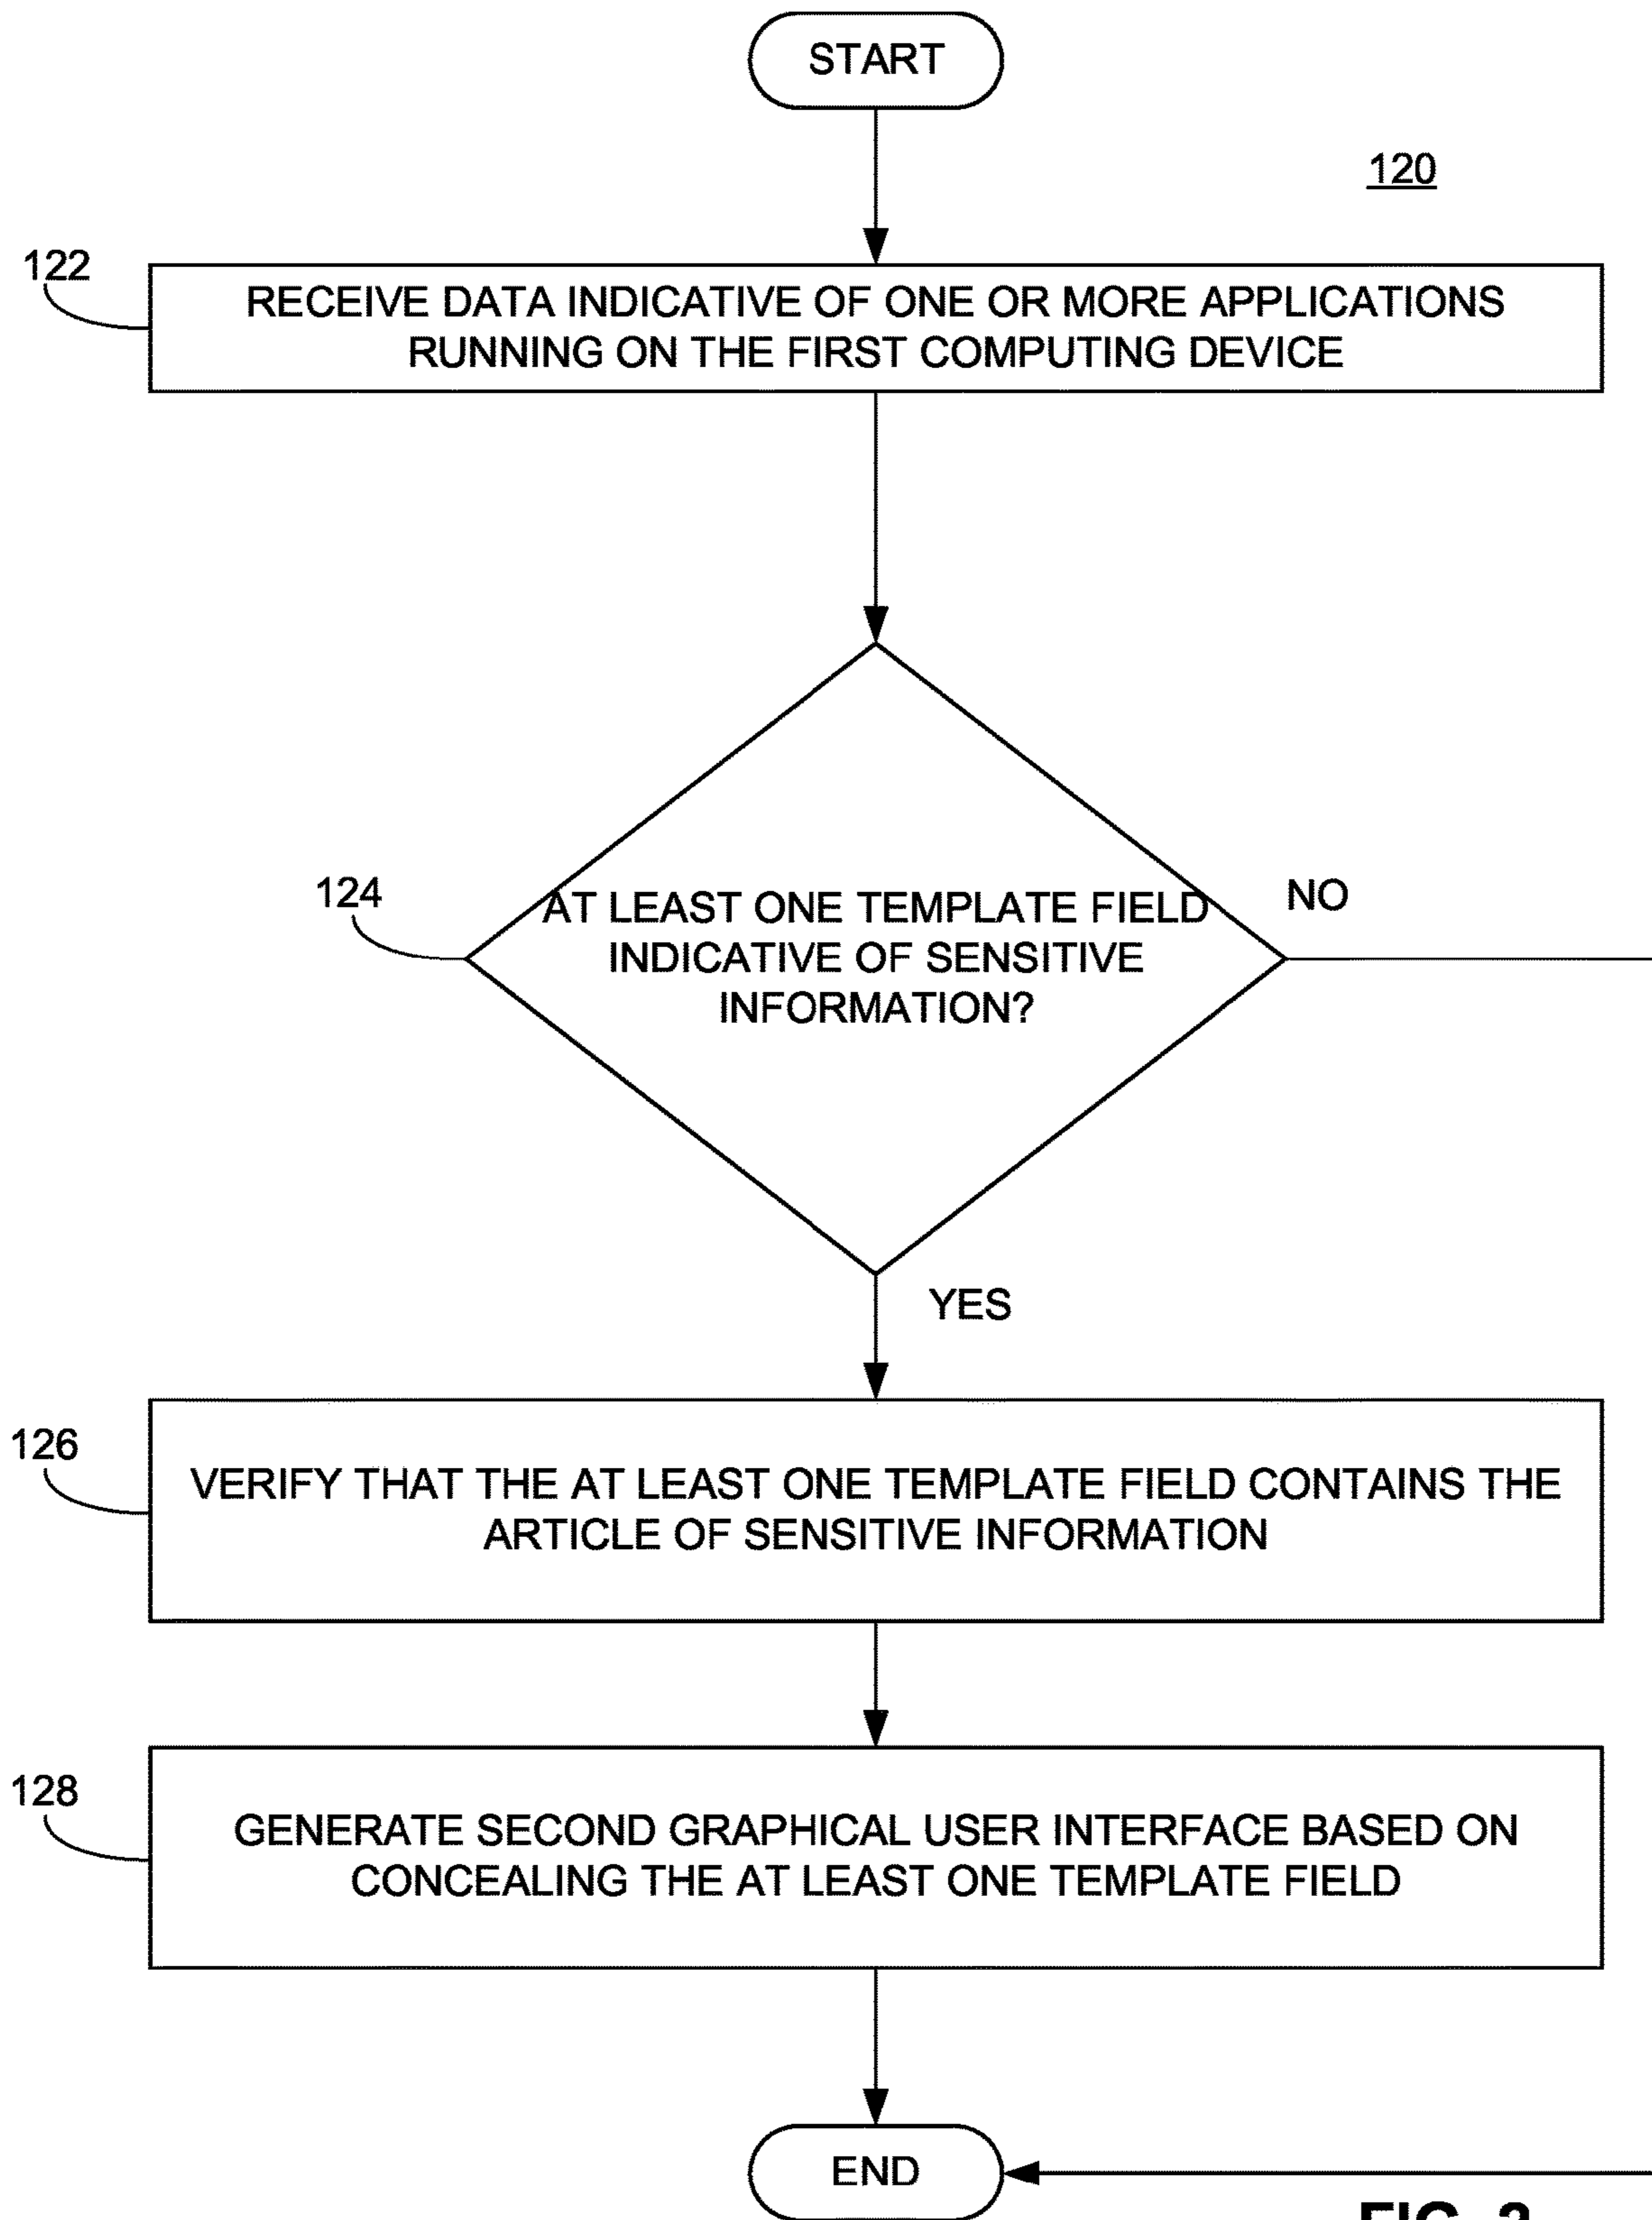 START
120
122
RECEIVE DATA INDICATIVE OF ONE OR MORE APPLICATIONS
RUNNING ON THE FIRST COMPUTING DEVICE
124
AT LEAST ONE TEMPLATE FIELD
INDICATIVE OF SENSITIVE
INFORMATION?
NO
YES
126
VERIFY THAT THE AT LEAST ONE TEMPLATE FIELD CONTAINS THE
ARTICLE OF SENSITIVE INFORMATION
128
GENERATE SECOND GRAPHICAL USER INTERFACE BASED ON
CONCEALING THE AT LEAST ONE TEMPLATE FIELD
END
FIG.